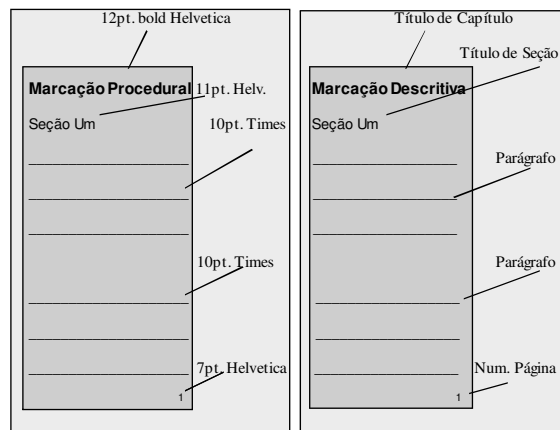 12pt. bold Helvetica
Marcação Procedural
11pt. Helv.
Seção Um
10pt. Times
10pt. Times
7pt. Helvetica
1
Título de Capítulo
Título de Seção
Marcação Descritiva
Seção Um
Parágrafo
Parágrafo
Num. Página
1